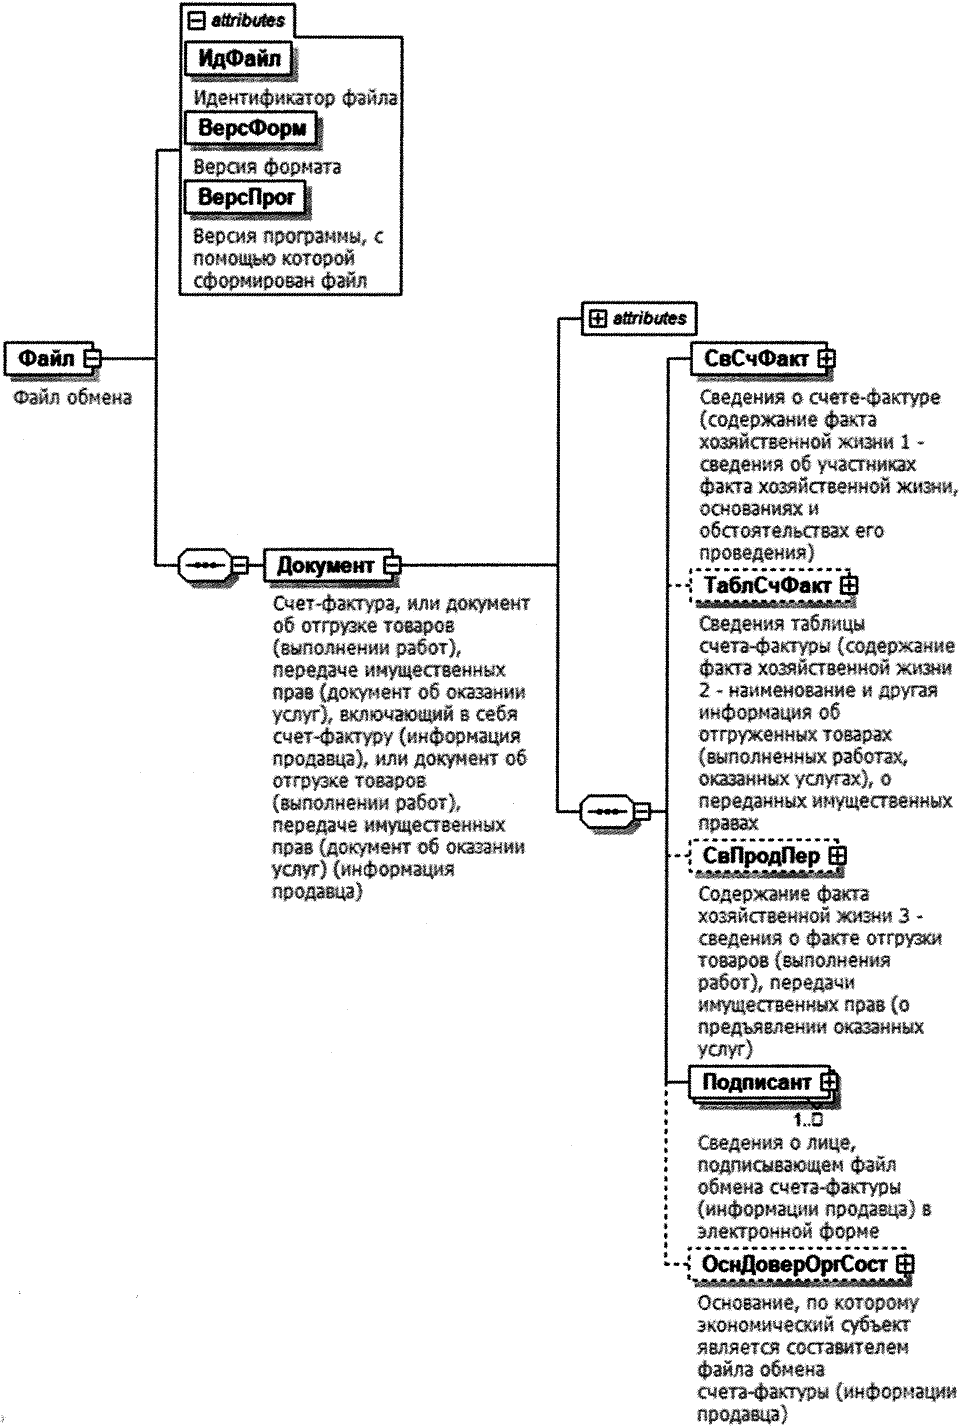 attributes
ИдФайл
Идентификатор файла
ВерсФорм
Версия формата
ВерсПрог
Версия программы, с
помощью которой
сформирован файл
Файл
Файл обмена
Документ
Счет-фактура, или документ
об отгрузке товаров
(выполнении работ),
передаче имущественных
прав (документ об оказании
услуг), включающий в себя
счет-фактуру (информация
продавца), или документ об
отгрузке товаров
(выполнении работ),
передаче имущественных
прав (документ об оказании
услуг) (информация
продавца)
attributes
СвСчФакт
Сведения о счете-фактуре
(содержание факта
хозяйственной жизни 1 -
сведения об участниках
факта хозяйственной жизни,
основаниях и
обстоятельствах его
проведения)
ТаблСчФакт
Сведения таблицы
счета-фактуры (содержание
факта хозяйственной жизни
2 - наименование и другая
информация об
отгруженных товарах
(выполненных работах,
оказанных услугах), о
переданных имущественных
правах
СвПродПер
Содержание факта
хозяйственной жизни 3 -
сведения о факте отгрузки
товаров (выполнения
работ), передачи
имущественных прав (о
предъявлении оказанных
услуг)
Подписант
1..□
Сведения о лице,
подписывающем файл
обмена счета-фактуры
(информации продавца) в
электронной форме
ОснДоверОргСост
Основание, по которому
экономический субъект
является составителем
файла обмена
счета-фактуры (информации
продавца)